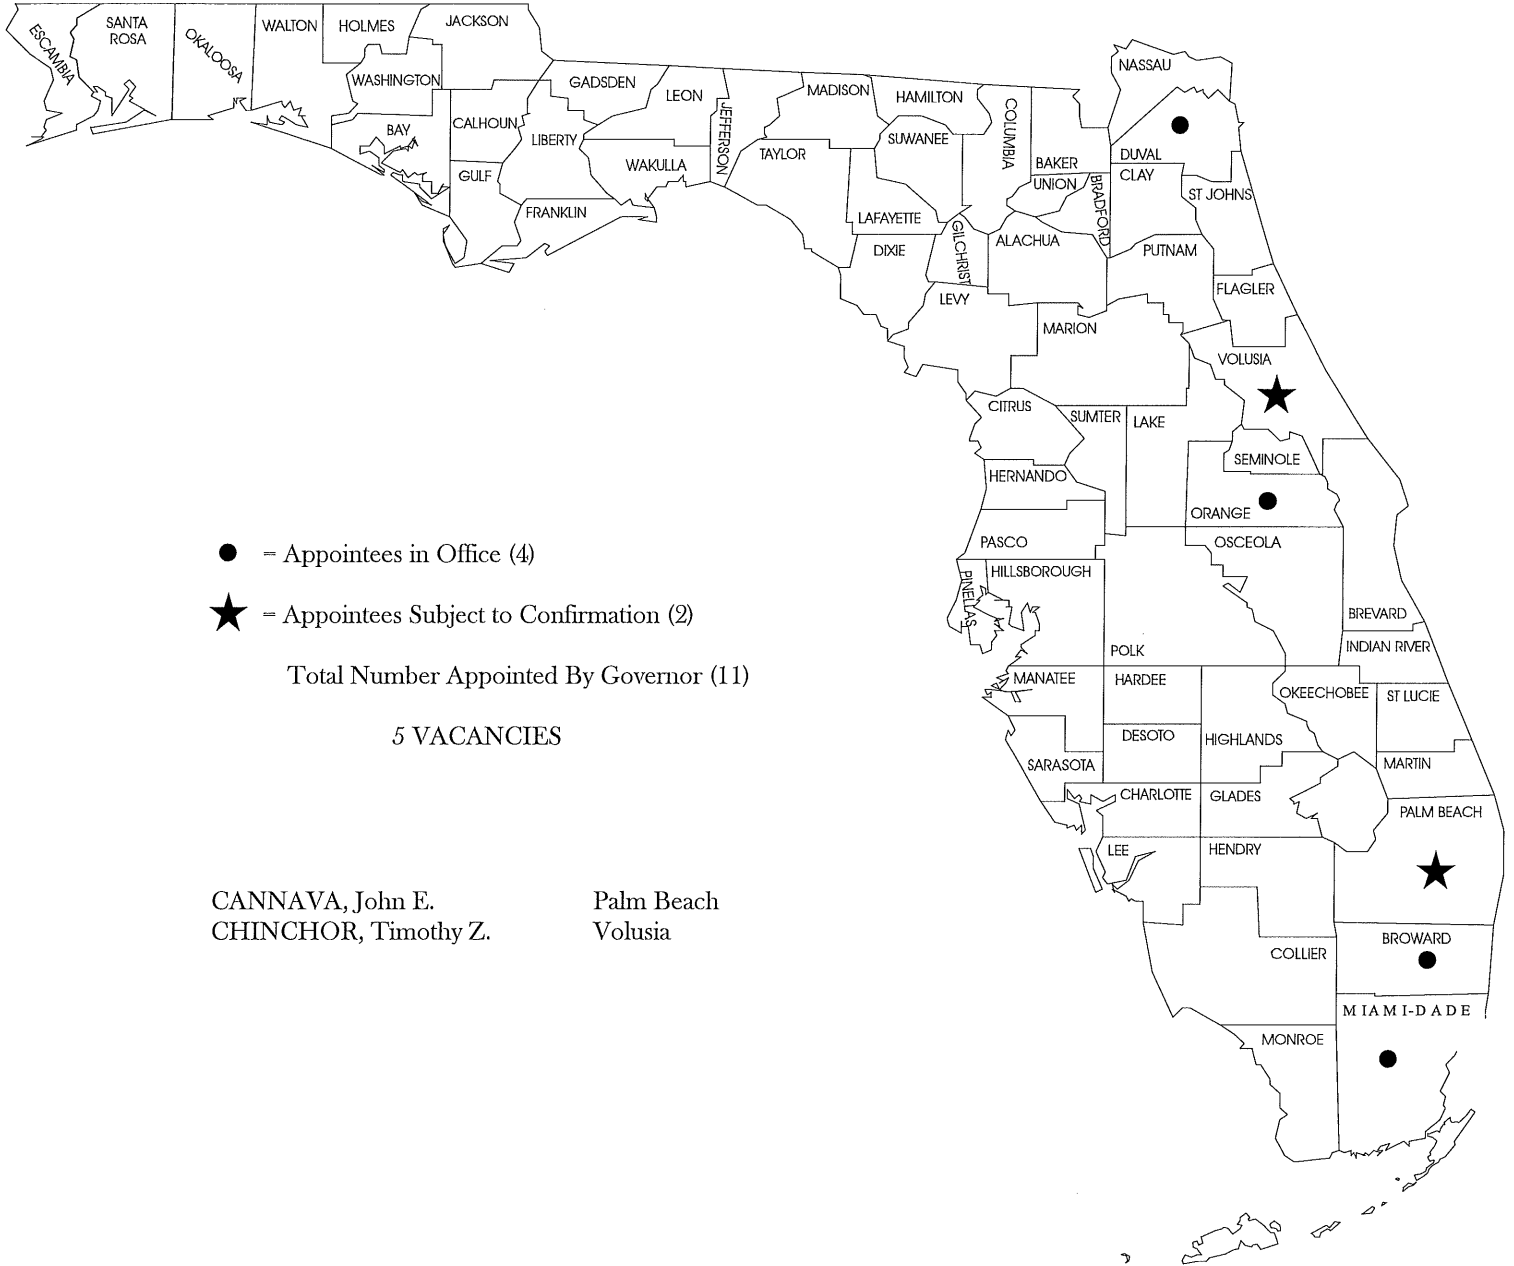 ESCAMBIA
SANTA
ROSA
OKALOOSA
WALTON
HOLMES
JACKSON
WASHINGTON
BAY
CALHOUN
GULF
GADSDEN
LIBERTY
FRANKLIN
LEON
WAKULLA
JEFFERSON
MADISON
TAYLOR
HAMILTON
SUWANEE
LAFAYETTE
DIXIE
COLUMBIA
GILCHRIST
LEVY
BAKER
UNION
BRADFORD
ALACHUA
NASSAU
DUVAL
CLAY
ST JOHNS
PUTNAM
FLAGLER
MARION
VOLUSIA
CITRUS
SUMTER
LAKE
SEMINOLE
HERNANDO
ORANGE
PASCO
OSCEOLA
PINELLAS
HILLSBOROUGH
POLK
BREVARD
INDIAN RIVER
MANATEE
HARDEE
OKEECHOBEE
ST LUCIE
DESOTO
HIGHLANDS
SARASOTA
MARTIN
CHARLOTTE
GLADES
PALM BEACH
LEE
HENDRY
BROWARD
COLLIER
MIAMI-DADE
MONROE
= Appointees in Office (4)
= Appointees Subject to Confirmation (2)
Total Number Appointed By Governor (11)
5 VACANCIES
CANNAVA, John E. Palm Beach
CHINCHOR, Timothy Z. Volusia